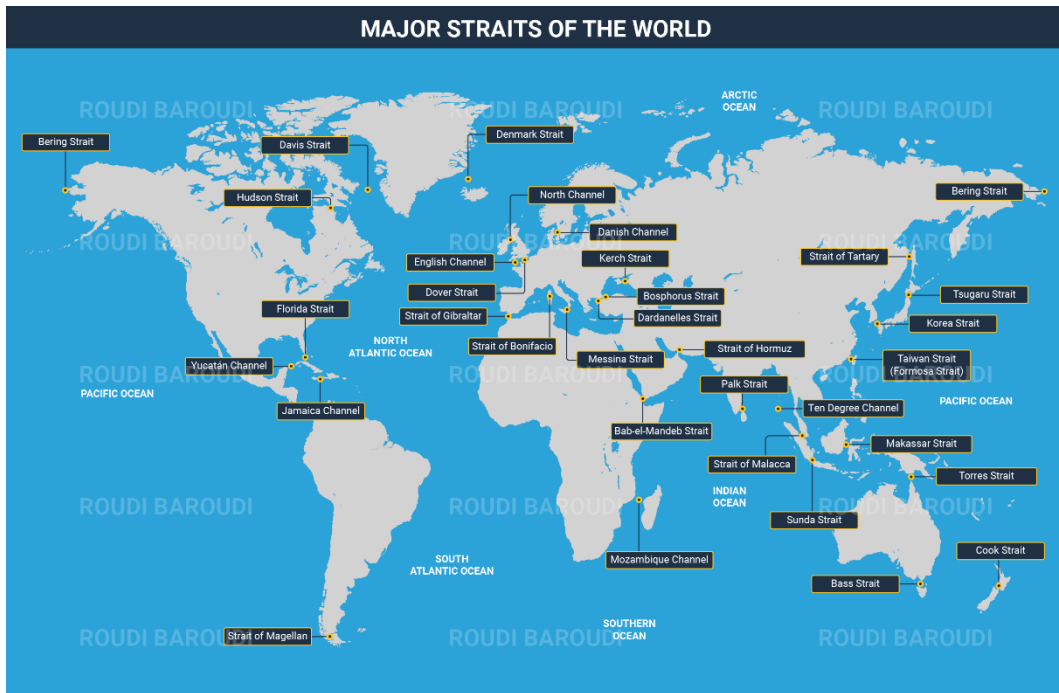 MAJOR STRAITS OF THE WORLD
ROUDI BAROUDI
ROUDI BAROUDI
ROUDI BAROUDI
ARCTIC
OCEAN
Bering Strait
Davis Strait
Denmark Strait
Hudson Strait
North Channel
Bering Strait
ROUDI BAROUDI
ROUDI BAROUDI
ROUDI BAROUDI
Danish Channel
English Channel
Kerch Strait
Strait of Tartary
Dover Strait
Bosphorus Strait
Tsugaru Strait
Florida Strait
Strait of Gibraltar
Dardanelles Strait
Korea Strait
NORTH
ATLANTIC OCEAN
Strait of Bonifacio
Messina Strait
Strait of Hormuz
Taiwan Strait
(Formosa Strait)
Yucatán Channel
ROUDI BAROUDI
ROUDI BAROUDI
ROUDI BAROUDI
PACIFIC OCEAN
Palk Strait
PACIFIC OCEAN
Jamaica Channel
Ten Degree Channel
Bab-el-Mandeb Strait
Makassar Strait
Strait of Malacca
Torres Strait
INDIAN
OCEAN
ROUDI BAROUDI
ROUDI BAROUDI
ROUDI BAROUDI
Sunda Strait
Cook Strait
SOUTH
ATLANTIC OCEAN
Mozambique Channel
Bass Strait
SOUTHERN
OCEAN
Strait of Magellan
ROUDI BAROUDI
ROUDI BAROUDI
ROUDI BAROUDI